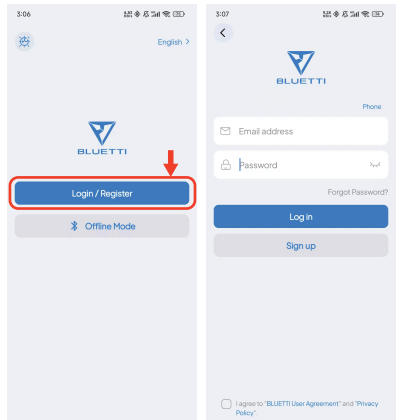 3:06
English >
BLUETTI
Login / Register
Offline Mode
3:07
BLUETTI
Phone
Email address
Password
Forgot Password?
Log in
Sign up
I agree to "BLUETTI User Agreement" and "Privacy
Policy".